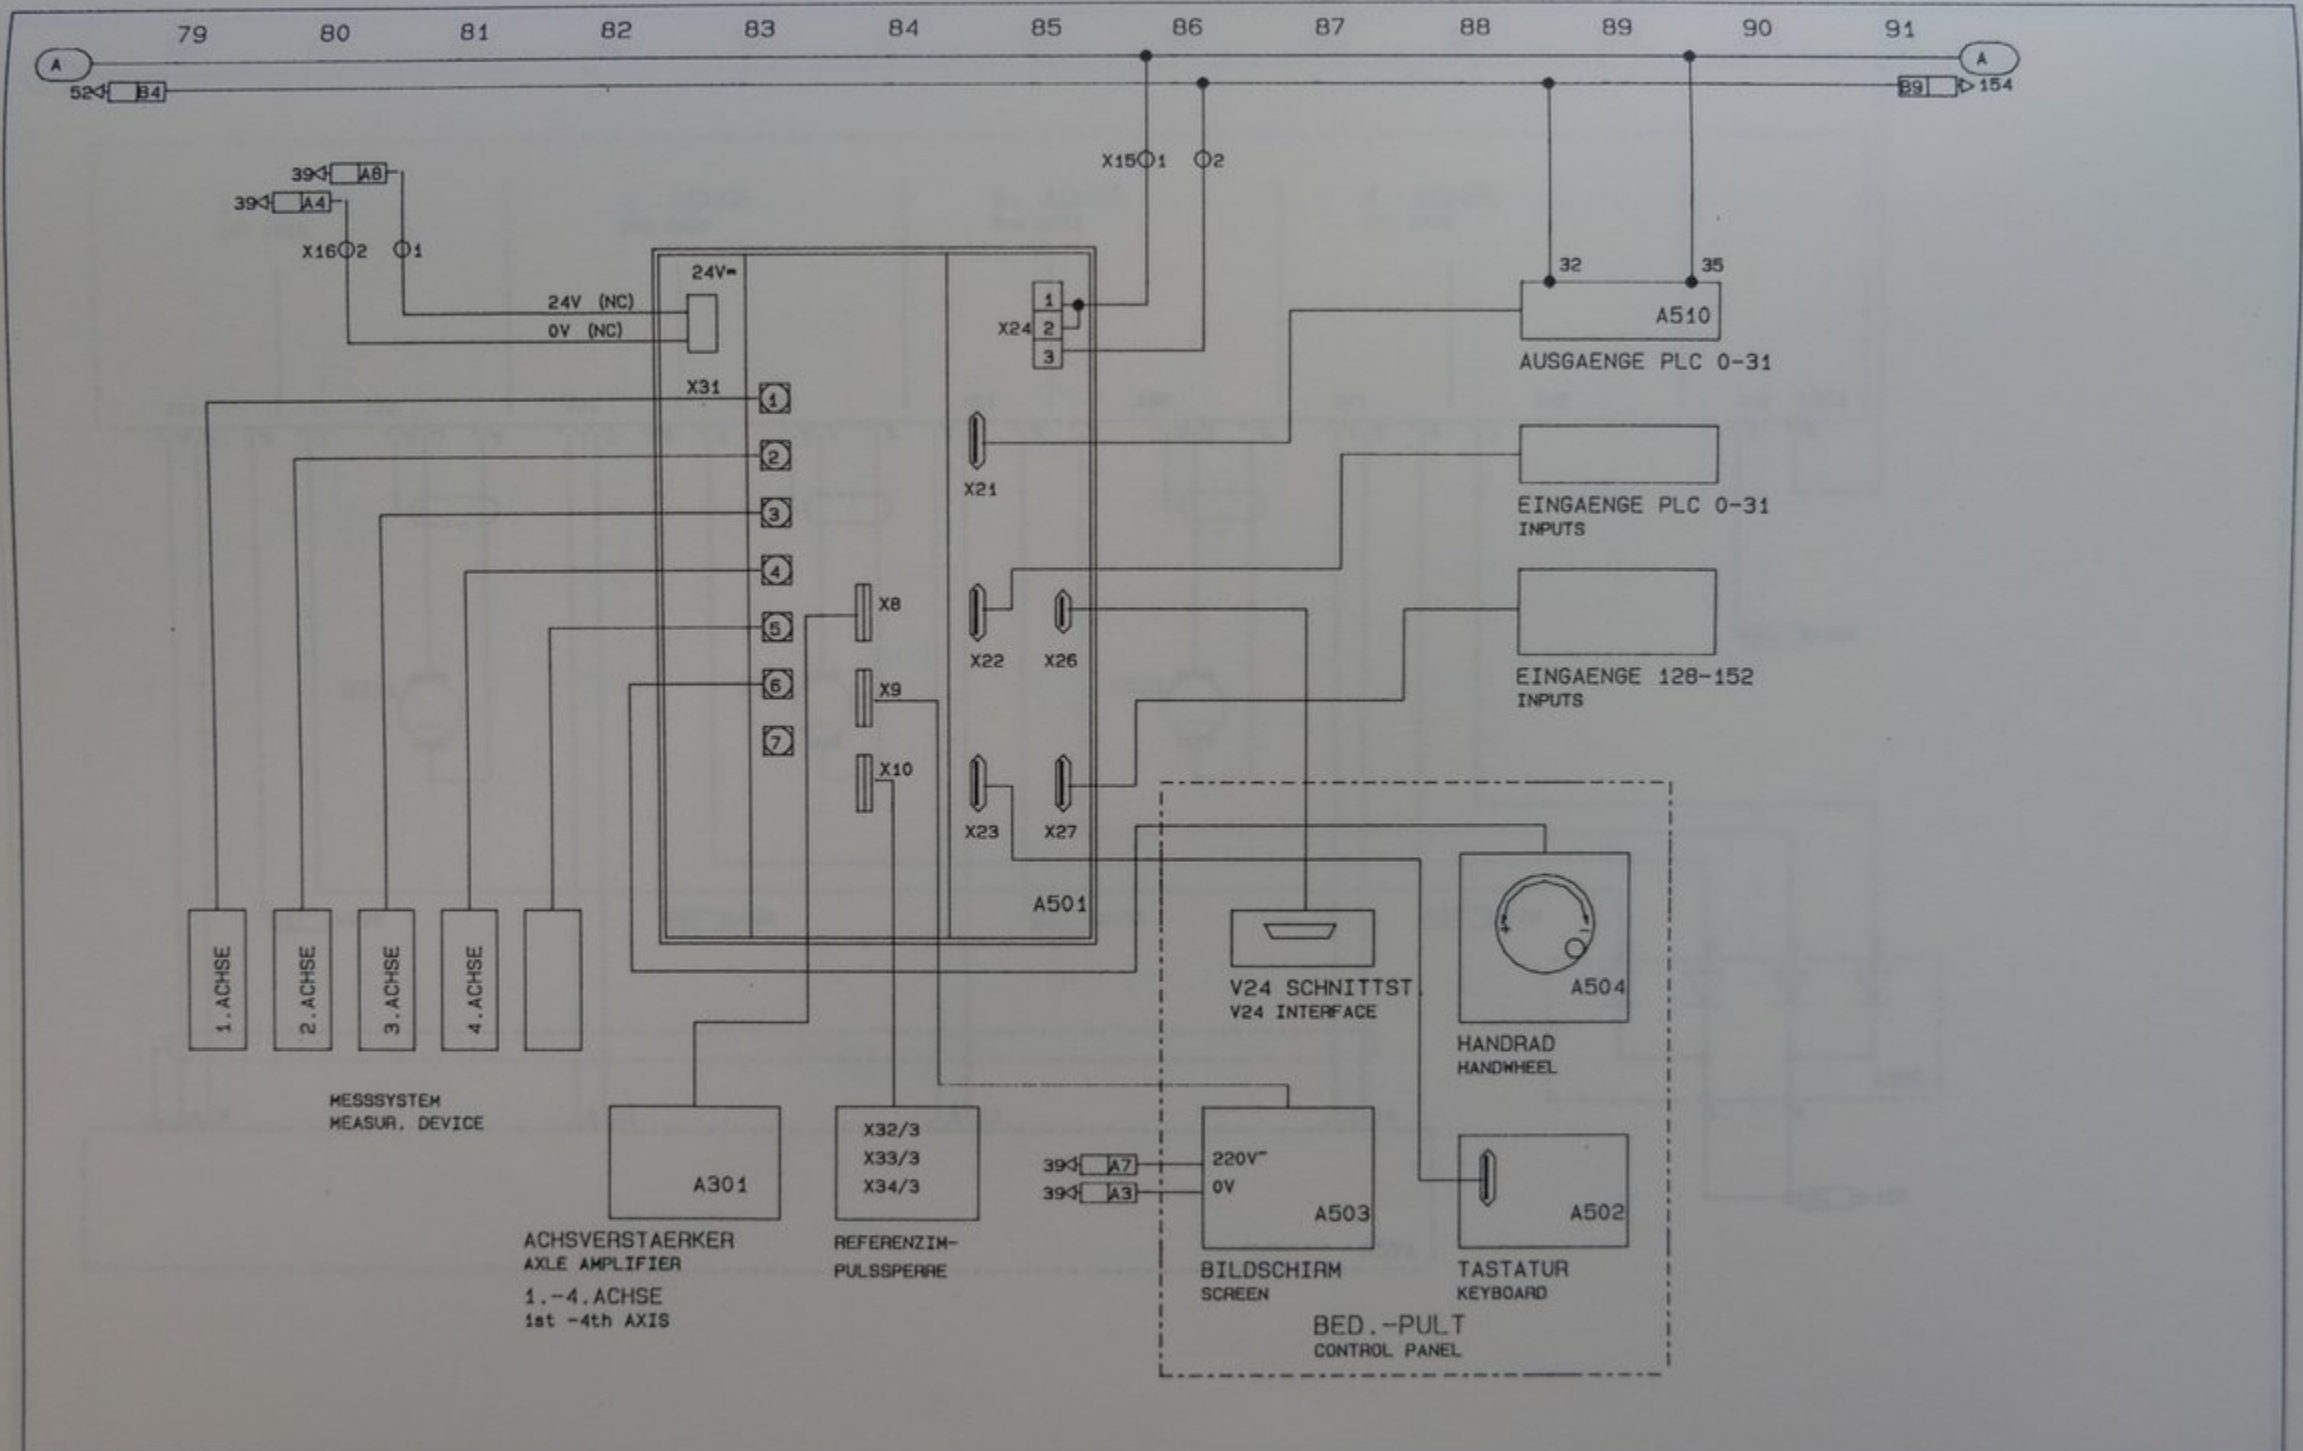 79 80 81 82 83 84 85 86 87 88 89 90 91
A A
52 B4 B9 154
39 A8
39 A4
X15 1 2
X16 2 1
24V=
24V (NC)
0V (NC)
X24
1
2
3
32 35
A510
AUSGAENGE PLC 0-31
X31
1
2
3
4
5
6
7
X21
EINGAENGE PLC 0-31
INPUTS
X8
X22 X26
EINGAENGE 128-152
INPUTS
X9
X10
X23 X27
A501
1.ACHSE
2.ACHSE
3.ACHSE
4.ACHSE
MESSSYSTEM
MEASUR. DEVICE
V24 SCHNITTST
V24 INTERFACE
+ -
A504
HANDRAD
HANDWHEEL
A301
ACHSVERSTAERKER
AXLE AMPLIFIER
1.-4.ACHSE
1st -4th AXIS
X32/3
X33/3
X34/3
REFERENZIM-
PULSSPERRE
39 A7 220V~
39 A3 0V
A503
BILDSCHIRM
SCREEN
A502
TASTATUR
KEYBOARD
BED.-PULT
CONTROL PANEL